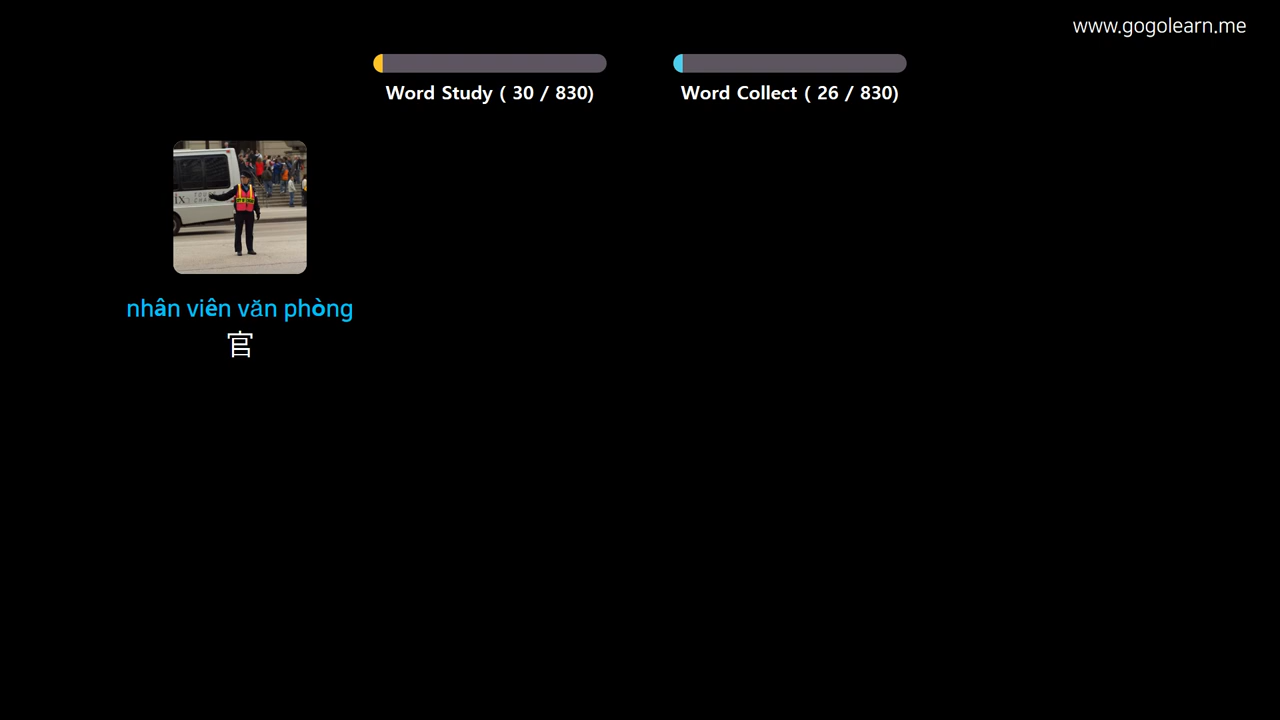 www.gogolearn.me
Word Study ( 30 / 830)
Word Collect ( 26 / 830)
nhân viên văn phòng
官